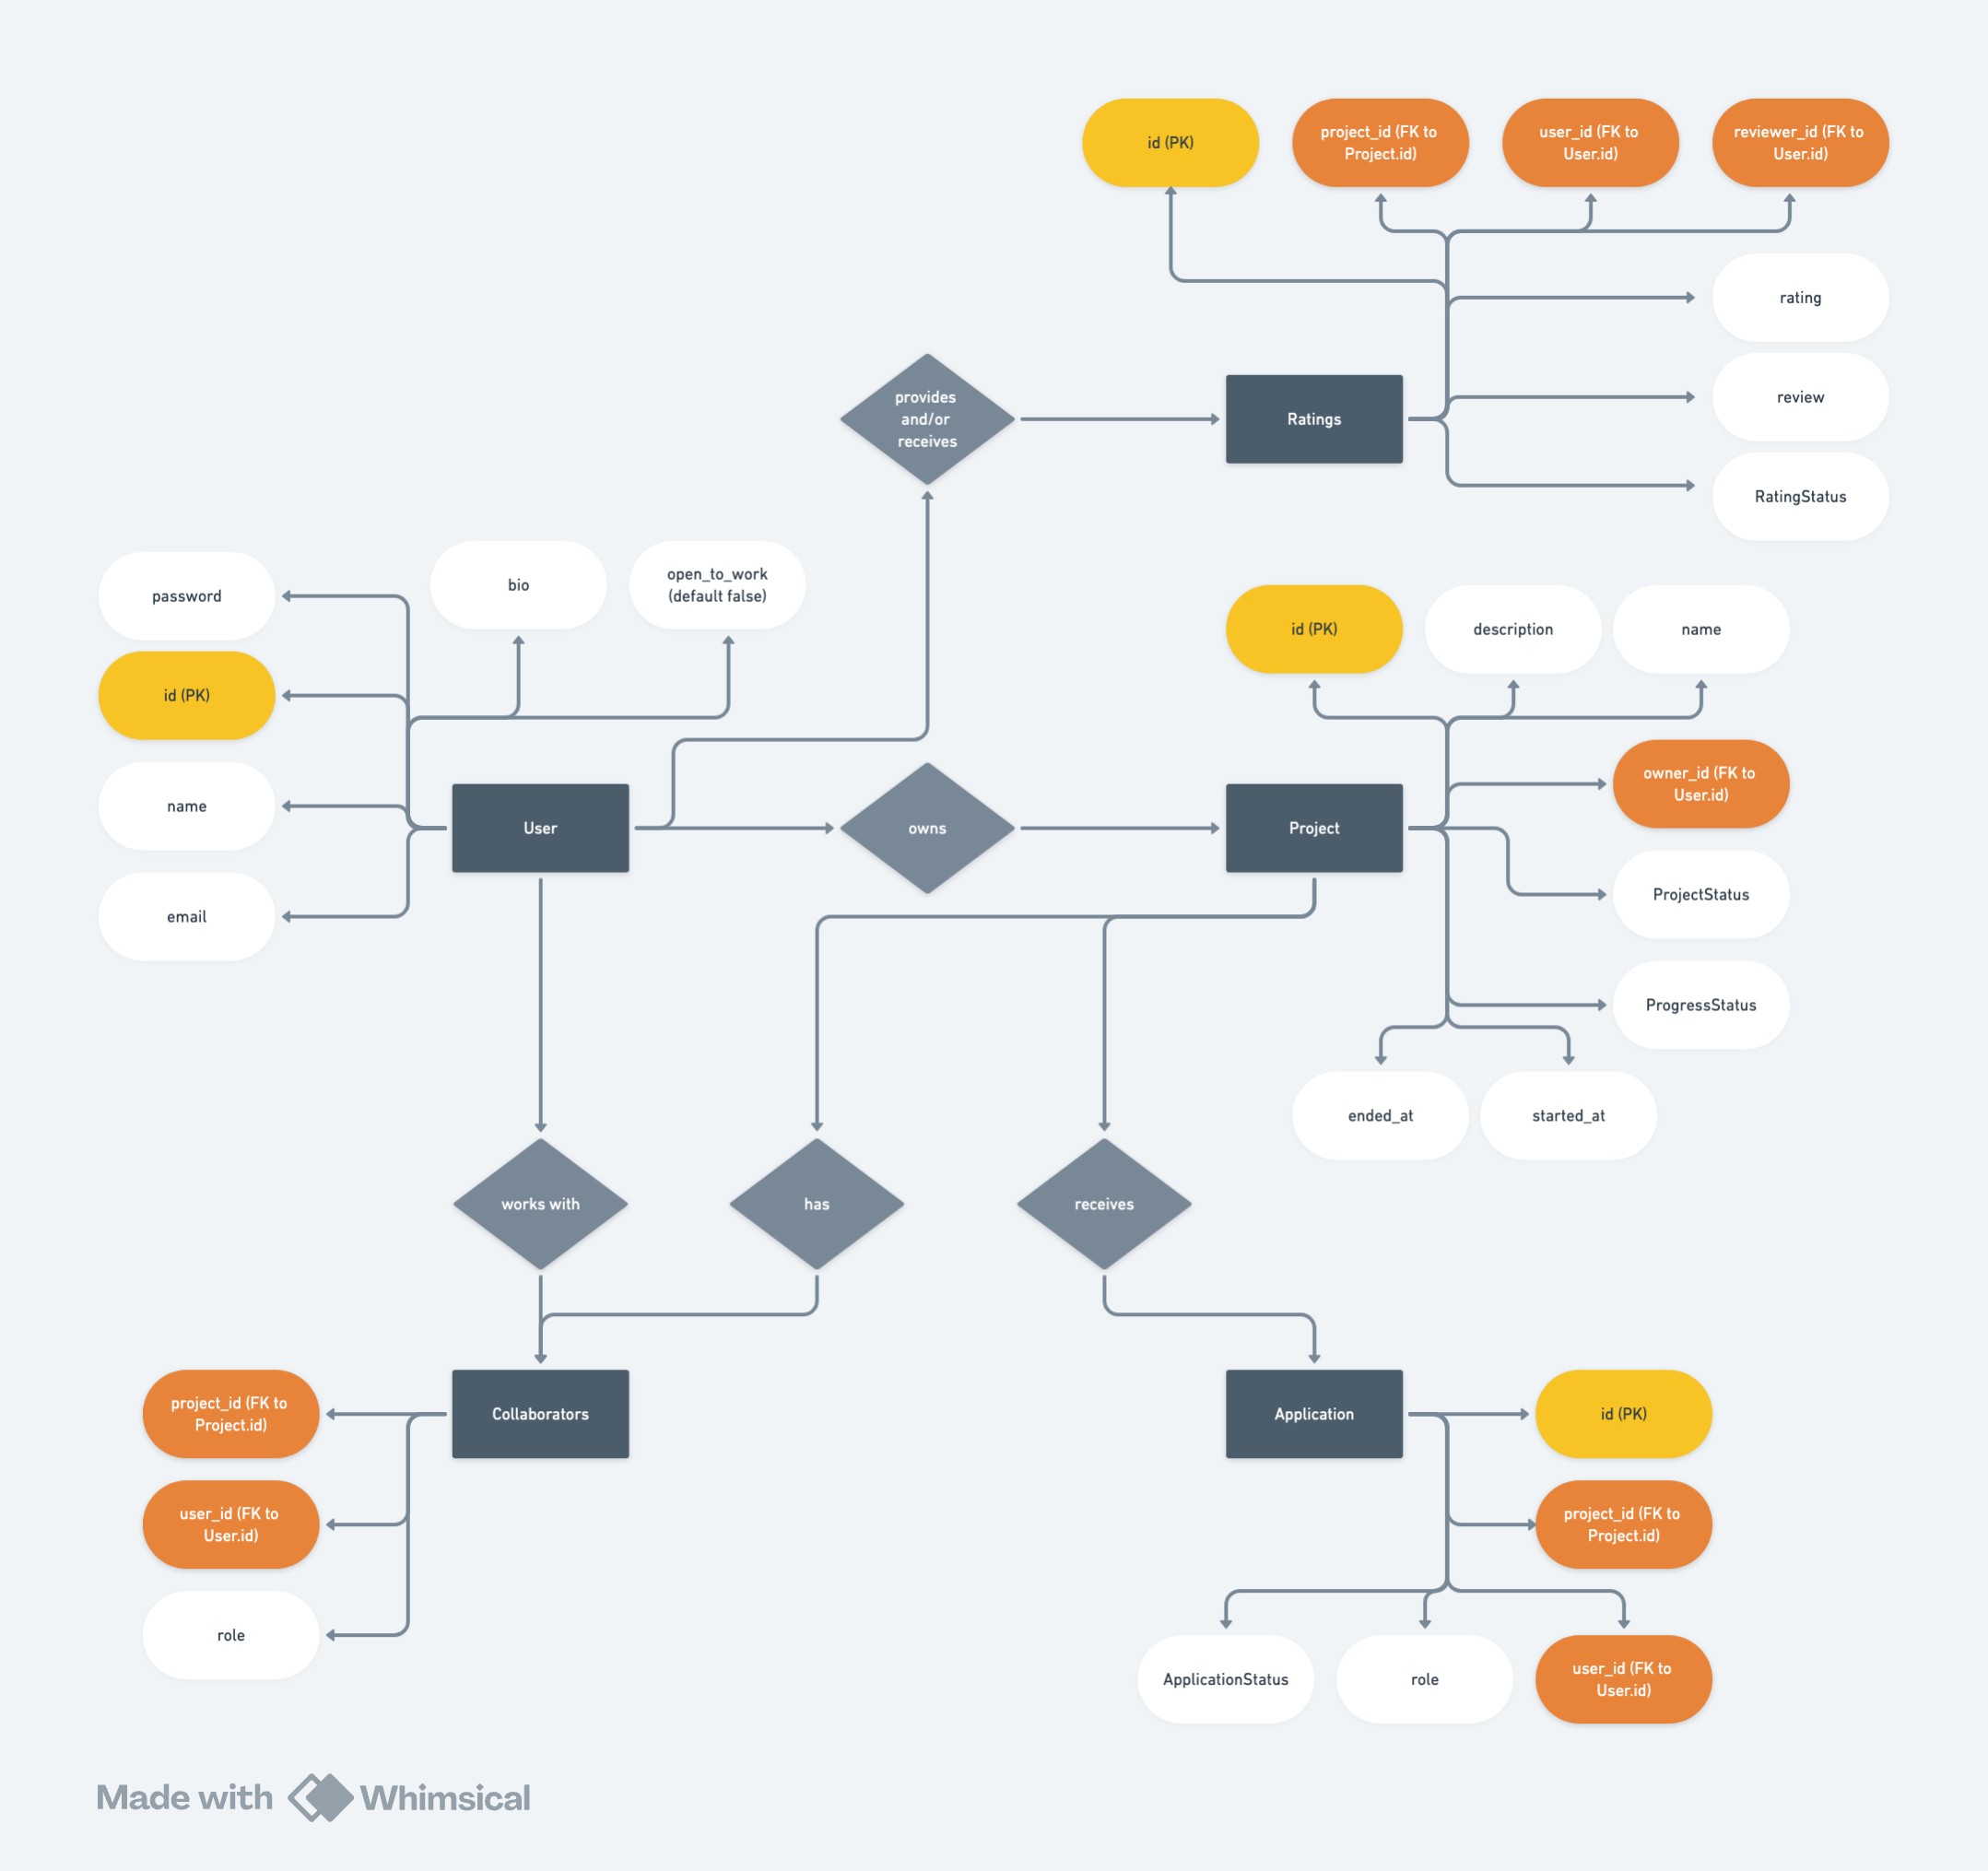 id (PK)
project_id (FK to
Project.id)
user_id (FK to
User.id)
reviewer_id (FK to
User.id)
rating
provides
and/or
receives
Ratings
review
RatingStatus
password
bio
open_to_work
(default false)
id (PK)
description
name
id (PK)
name
User
owns
Project
owner_id (FK to
User.id)
ProjectStatus
email
ProgressStatus
ended_at
started_at
works with
has
receives
project_id (FK to
Project.id)
Collaborators
Application
id (PK)
user_id (FK to
User.id)
project_id (FK to
Project.id)
role
ApplicationStatus
role
user_id (FK to
User.id)
Made with Whimsical